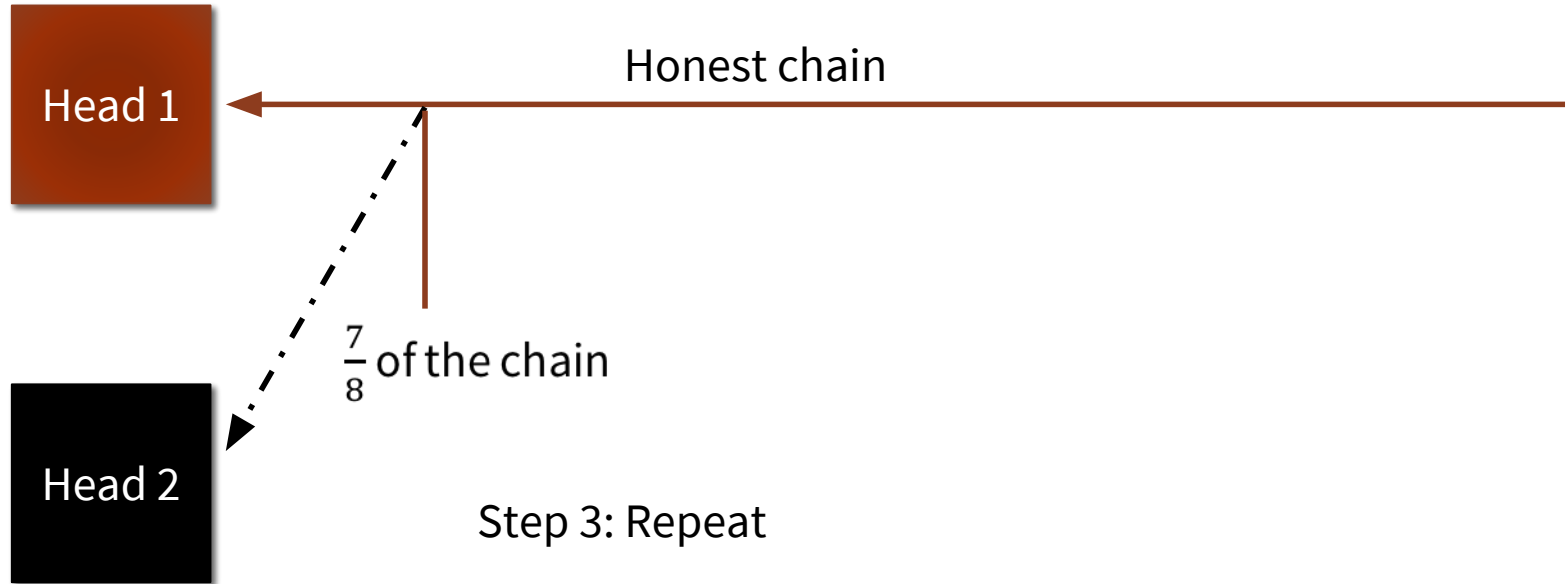 Honest chain
Head 1
7/8 of the chain
Head 2
Step 3: Repeat